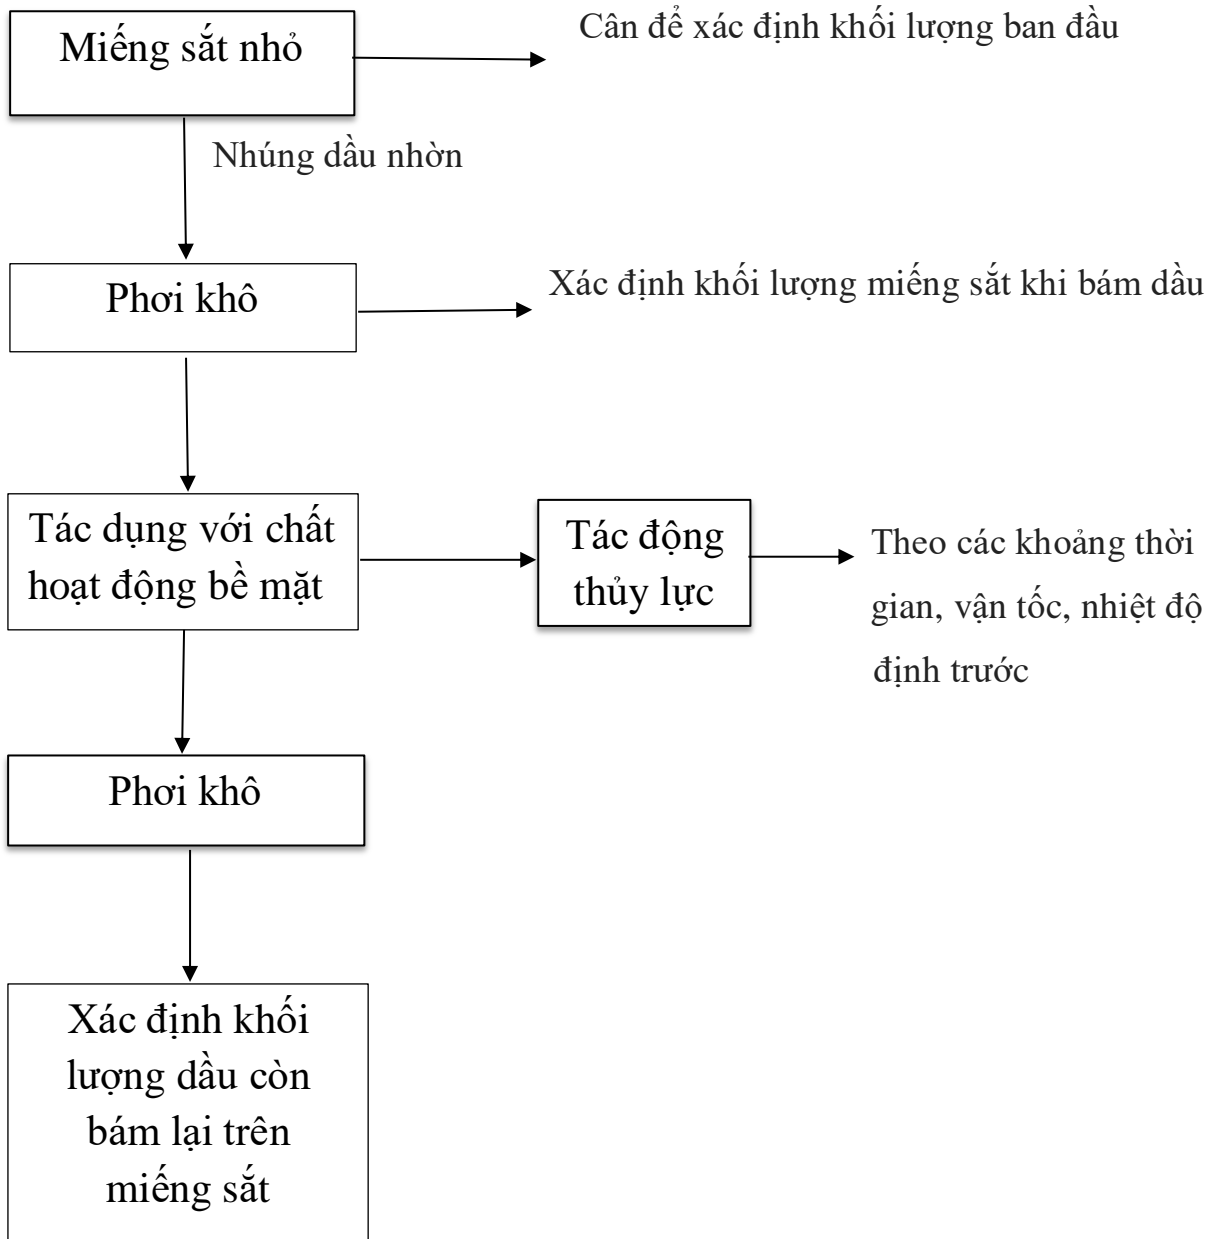 Miếng sắt nhỏ
Cân để xác định khối lượng ban đầu
Nhúng dầu nhờn
Phơi khô
Xác định khối lượng miếng sắt khi bám dầu
Tác dụng với chất
hoạt động bề mặt
Tác động
thủy lực
Theo các khoảng thời
gian, vận tốc, nhiệt độ
định trước
Phơi khô
Xác định khối
lượng dầu còn
bám lại trên
miếng sắt